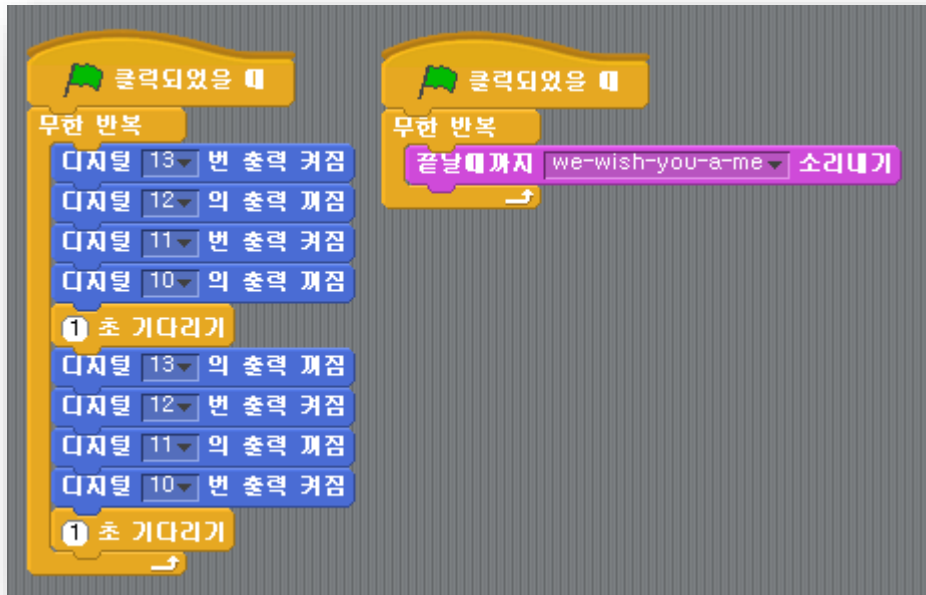 클릭되었을 때
무한 반복
디지털 13 번 출력 켜짐
디지털 12 의 출력 꺼짐
디지털 11 번 출력 켜짐
디지털 10 의 출력 꺼짐
1 초 기다리기
디지털 13 의 출력 꺼짐
디지털 12 번 출력 켜짐
디지털 11 의 출력 꺼짐
디지털 10 번 출력 켜짐
1 초 기다리기
클릭되었을 때
무한 반복
끝날때까지 we-wish-you-a-me 소리내기